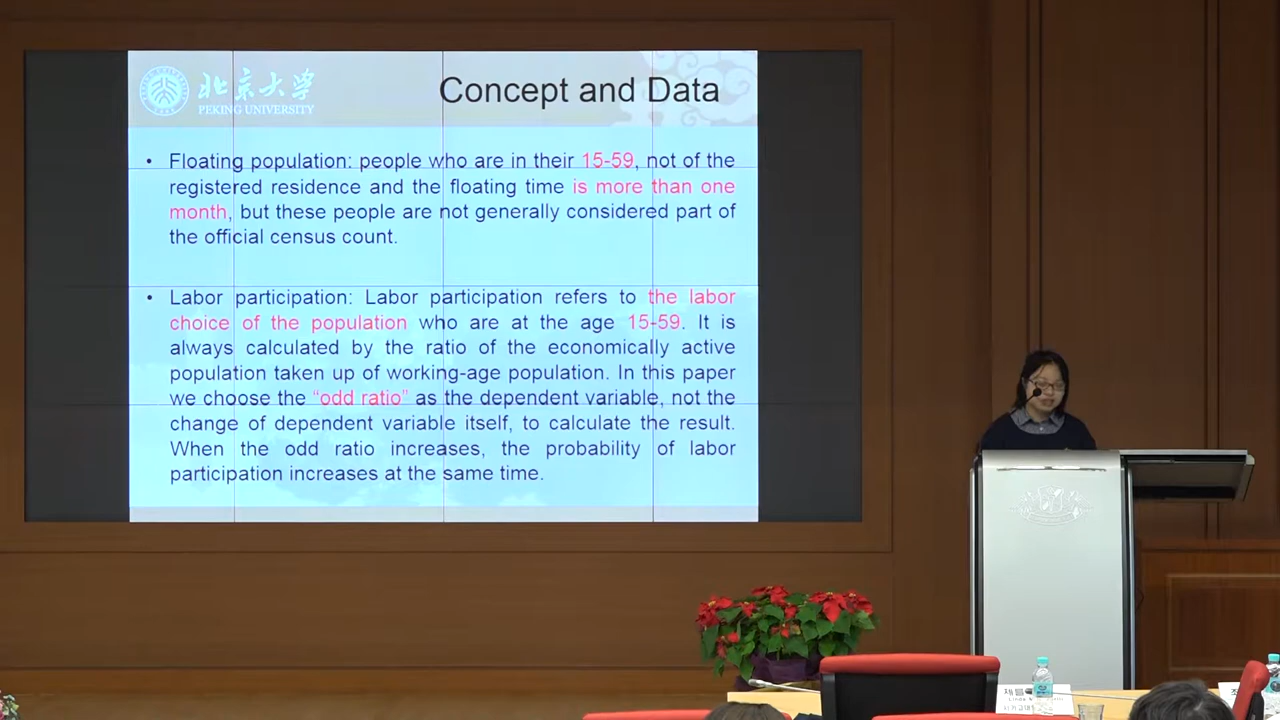 北京大学
PEKING UNIVERSITY
Concept and Data
• Floating population: people who are in their 15-59, not of the
registered residence and the floating time is more than one
month, but these people are not generally considered part of
the official census count.
• Labor participation: Labor participation refers to the labor
choice of the population who are at the age 15-59. It is
always calculated by the ratio of the economically active
population taken up of working-age population. In this paper
we choose the “odd ratio” as the dependent variable, not the
change of dependent variable itself, to calculate the result.
When the odd ratio increases, the probability of labor
participation increases at the same time.